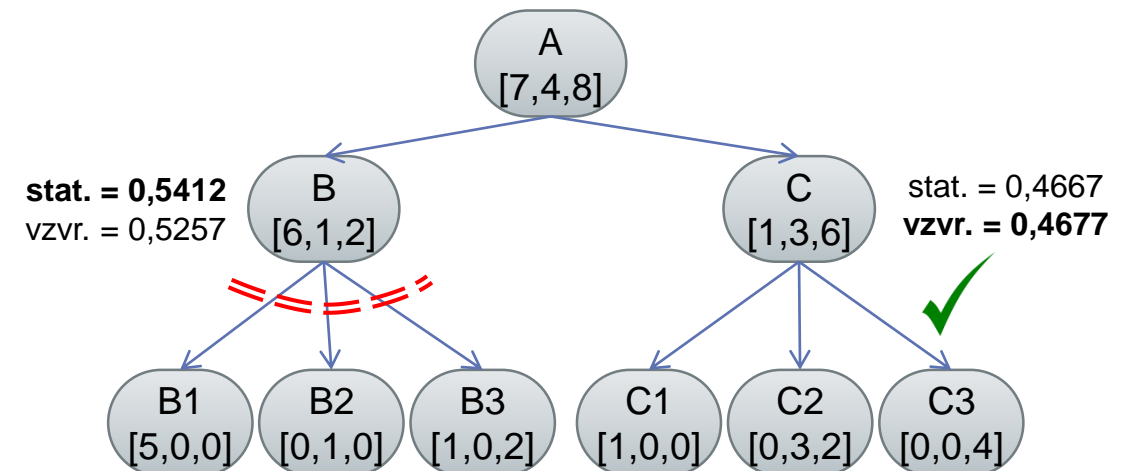 A
[7,4,8]
stat. = 0,5412
vzvr. = 0,5257
B
[6,1,2]
C
[1,3,6]
stat. = 0,4667
vzvr. = 0,4677
B1
[5,0,0]
B2
[0,1,0]
B3
[1,0,2]
C1
[1,0,0]
C2
[0,3,2]
C3
[0,0,4]